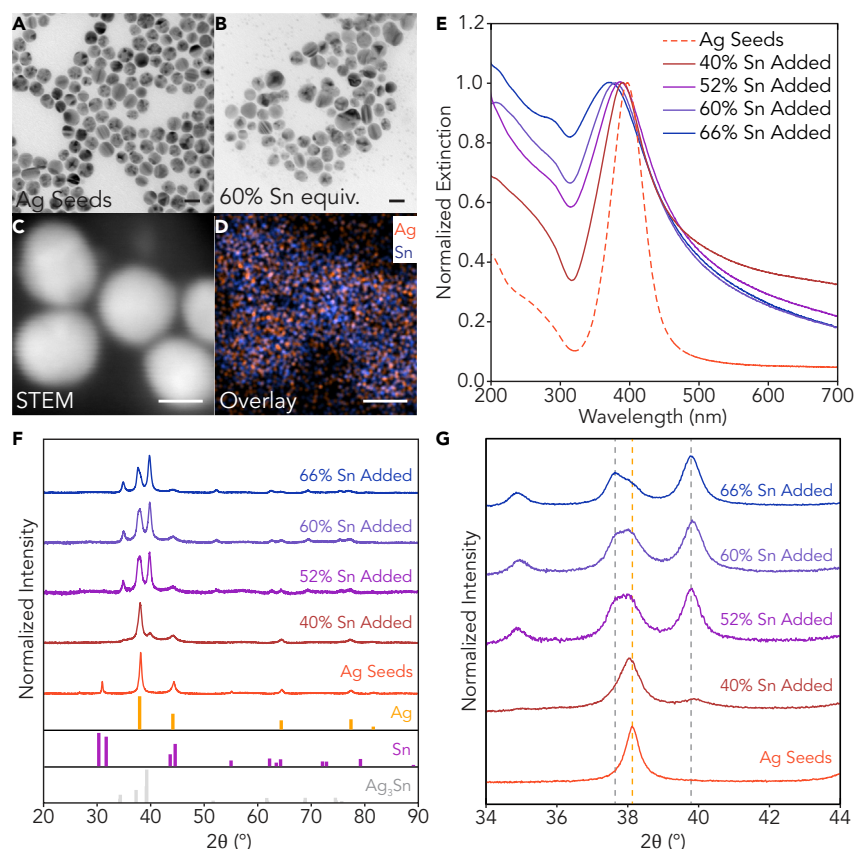 A
Ag Seeds
B
60% Sn equiv.
C
STEM
D
Ag
Sn
Overlay
E
Normalized Extinction
1.2
1.0
0.8
0.6
0.4
0.2
0.0
200 300 400 500 600 700
Wavelength (nm)
Ag Seeds
40% Sn Added
52% Sn Added
60% Sn Added
66% Sn Added
F
Normalized Intensity
66% Sn Added
60% Sn Added
52% Sn Added
40% Sn Added
Ag Seeds
Ag
Sn
Ag₃Sn
20 30 40 50 60 70 80 90
2θ (°)
G
Normalized Intensity
66% Sn Added
60% Sn Added
52% Sn Added
40% Sn Added
Ag Seeds
34 36 38 40 42 44
2θ (°)